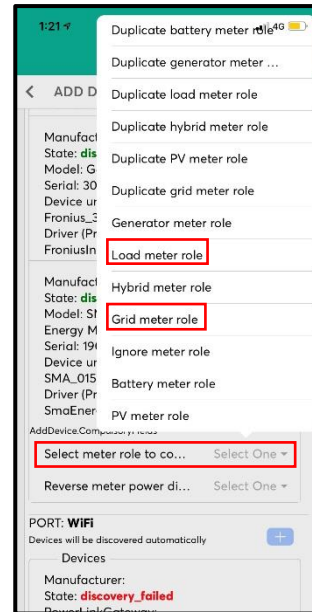 1:21
4G
Duplicate battery meter role
Duplicate generator meter ...
ADD D
Duplicate load meter role
Duplicate hybrid meter role
Manufact
State: dis
Duplicate PV meter role
Model: G
Serial: 30
Duplicate grid meter role
Device ur
Fronius_3
Generator meter role
Driver (Pr
FroniusIn
Load meter role
Manufact
State: dis
Hybrid meter role
Model: SM
Energy M
Grid meter role
Serial: 190
Device ur
Ignore meter role
SMA_015
Driver (Pr
Battery meter role
SmaEner
PV meter role
AddDevice.CompulsoryFields
Select meter role to co... Select One
Reverse meter power di... Select One
PORT: WiFi
Devices will be discovered automatically
+
Devices
Manufacturer:
State: discovery_failed
PowerLinkGateway: